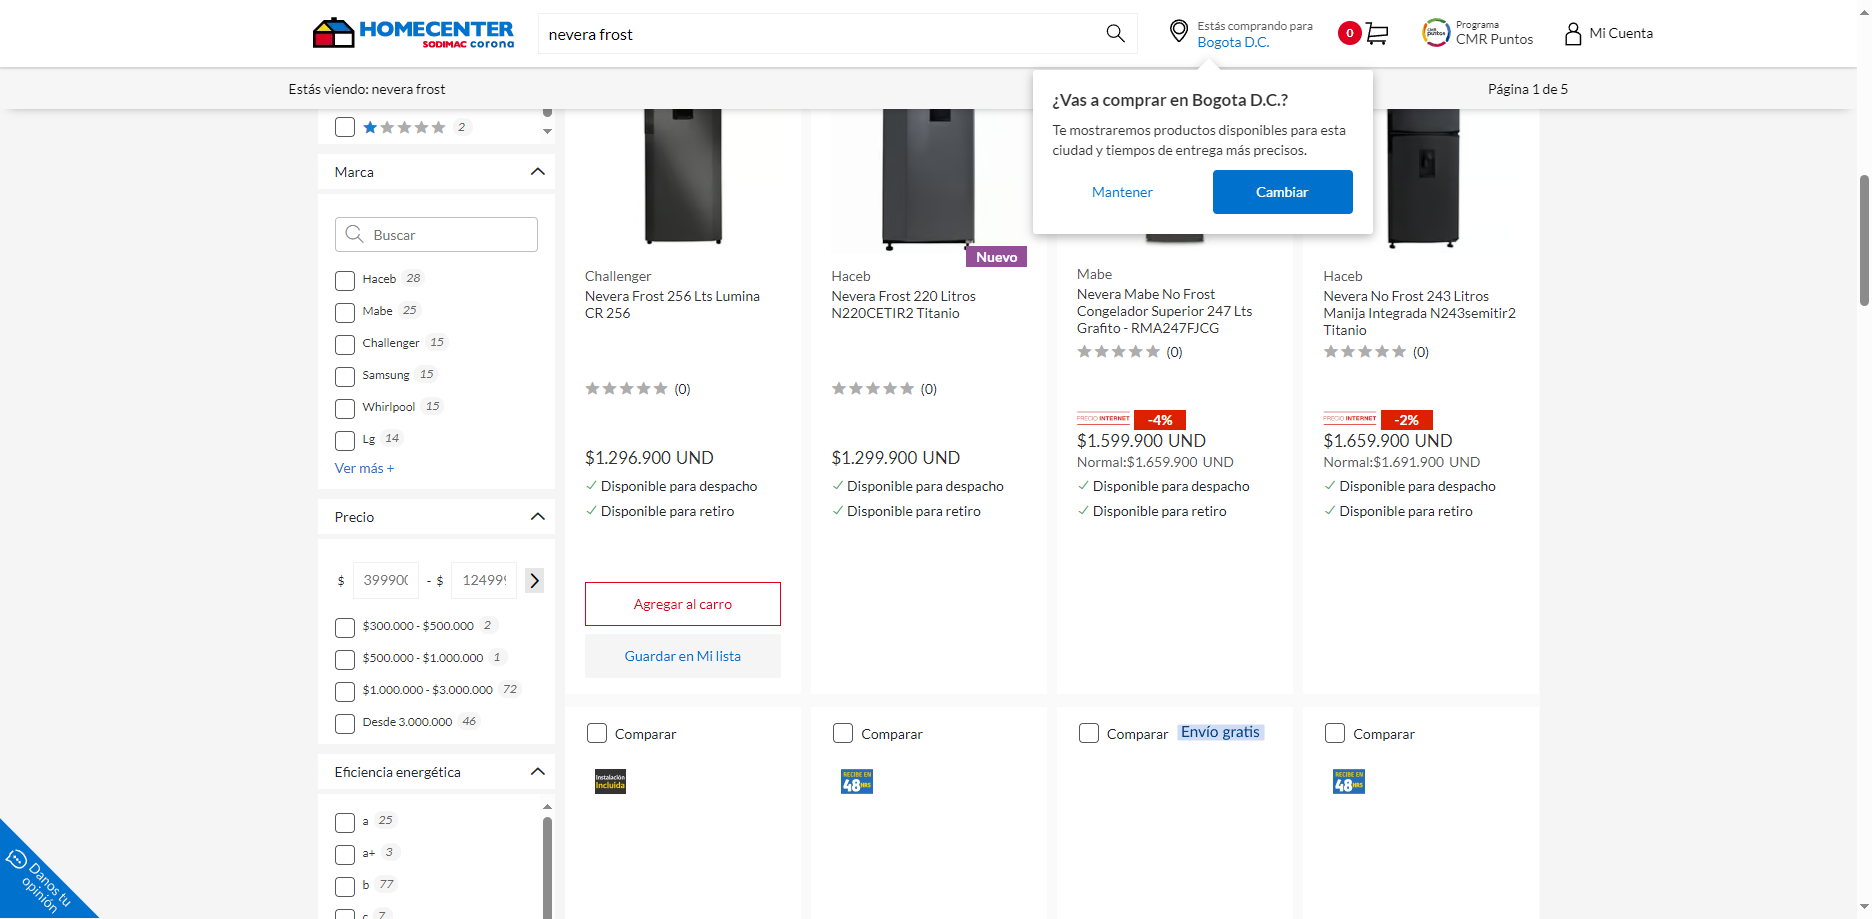 HOMECENTER
SODIMAC corona
nevera frost
Estás comprando para
Bogota D.C.
0
Programa
CMR Puntos
Mi Cuenta
Estás viendo: nevera frost
Página 1 de 5
¿Vas a comprar en Bogota D.C.?
Te mostraremos productos disponibles para esta
ciudad y tiempos de entrega más precisos.
Mantener
Cambiar
2
Marca
Buscar
Haceb 28
Mabe 25
Challenger 15
Samsung 15
Whirlpool 15
Lg 14
Ver más +
Precio
$ 399900 - $ 12499
$300.000 - $500.000 2
$500.000 - $1.000.000 1
$1.000.000 - $3.000.000 72
Desde 3.000.000 46
Eficiencia energética
a 25
a+ 3
b 77
c 7
Challenger
Nevera Frost 256 Lts Lumina
CR 256
(0)
$1.296.900 UND
Disponible para despacho
Disponible para retiro
Agregar al carro
Guardar en Mi lista
Nuevo
Haceb
Nevera Frost 220 Litros
N220CETIR2 Titanio
(0)
$1.299.900 UND
Disponible para despacho
Disponible para retiro
Mabe
Nevera Mabe No Frost
Congelador Superior 247 Lts
Grafito - RMA247FJCG
(0)
PRECIO INTERNET -4%
$1.599.900 UND
Normal:$1.659.900 UND
Disponible para despacho
Disponible para retiro
Haceb
Nevera No Frost 243 Litros
Manija Integrada N243semitir2
Titanio
(0)
PRECIO INTERNET -2%
$1.659.900 UND
Normal:$1.691.900 UND
Disponible para despacho
Disponible para retiro
Comparar
Instalación
Incluida
Comparar
RECIBE EN
48HRS
Comparar Envío gratis
Comparar
RECIBE EN
48HRS
Danos tu
opinión